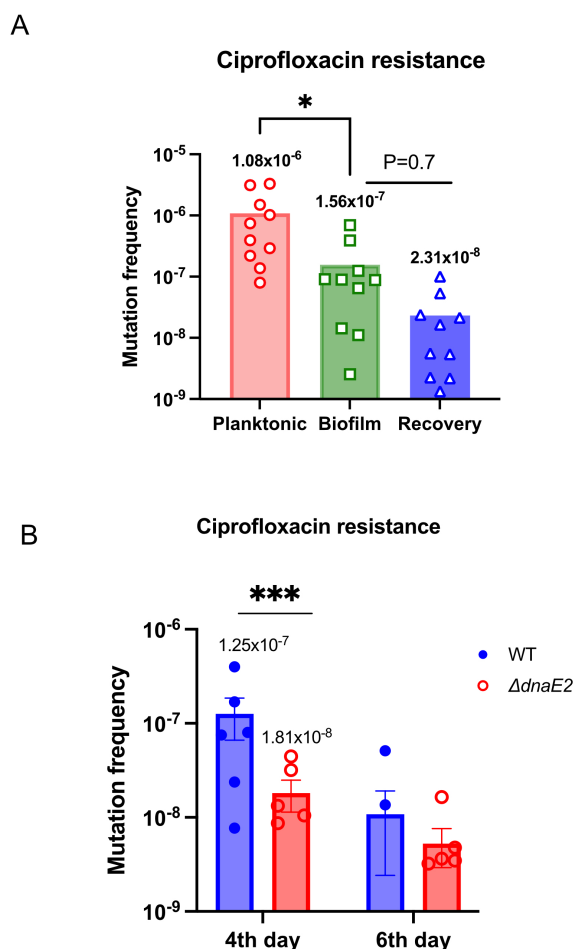 A
Ciprofloxacin resistance
*
P=0.7
1.08x10-6
1.56x10-7
2.31x10-8
Mutation frequency
10-5
10-6
10-7
10-8
10-9
Planktonic Biofilm Recovery
B
Ciprofloxacin resistance
***
1.25x10-7
1.81x10-8
WT
ΔdnaE2
Mutation frequency
10-6
10-7
10-8
10-9
4th day 6th day